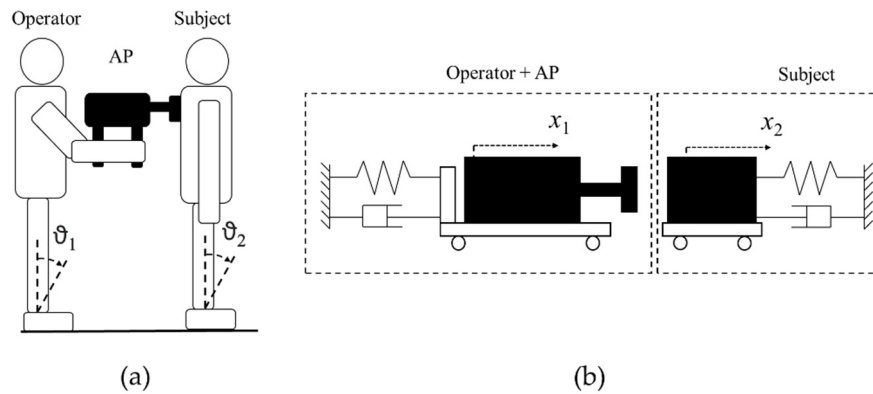 Operator
Subject
AP
ϑ1
ϑ2
(a)
Operator + AP
Subject
x1
x2
(b)